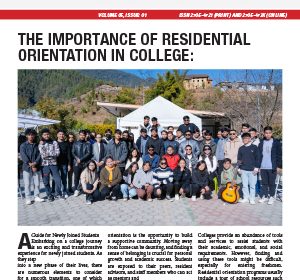 VOLUME 05, ISSUE 01
ISSN 2706-4921 (PRINT) AND 2706-493X (ONLINE)
THE IMPORTANCE OF RESIDENTIAL
ORIENTATION IN COLLEGE:
A Guide for Newly Joined Students
Embarking on a college journey
is an exciting and transformative
experience for newly joined students. As
they step
into a new phase of their lives, there
are numerous elements to consider
for a smooth transition, one of which
orientation is the opportunity to build
a supportive community. Moving away
from home can be daunting, and finding a
sense of belonging is crucial for personal
growth and academic success. Students
are exposed to their peers, resident
advisors, and staff members who can act
as mentors and
Colleges provide an abundance of tools
and services to assist students with
their academic, emotional, and social
requirements. However, finding and
using these tools might be difficult,
especially for entering freshmen.
Residential orientation programs usually
include a tour of school resources such